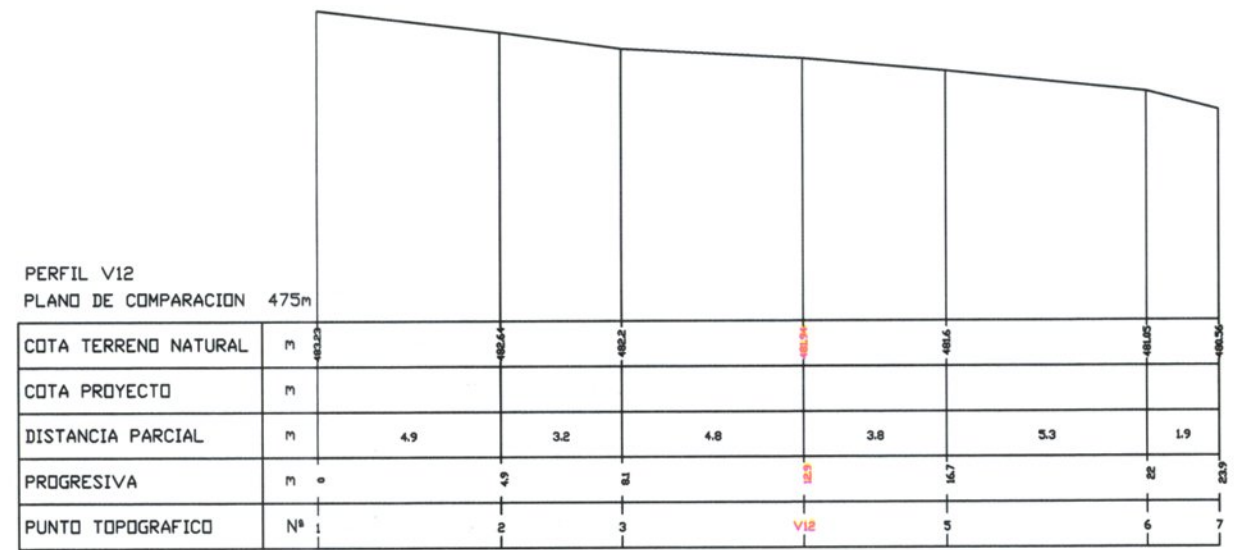 PERFIL V12
PLANO DE COMPARACION 475m
COTA TERRENO NATURAL m 483.23 482.64 482.2 481.94 481.6 481.05 480.56
COTA PROYECTO m
DISTANCIA PARCIAL m 4.9 3.2 4.8 3.8 5.3 1.9
PROGRESIVA m 0 4.9 8.1 12.9 16.7 22 23.9
PUNTO TOPOGRAFICO Nº 1 2 3 V12 5 6 7